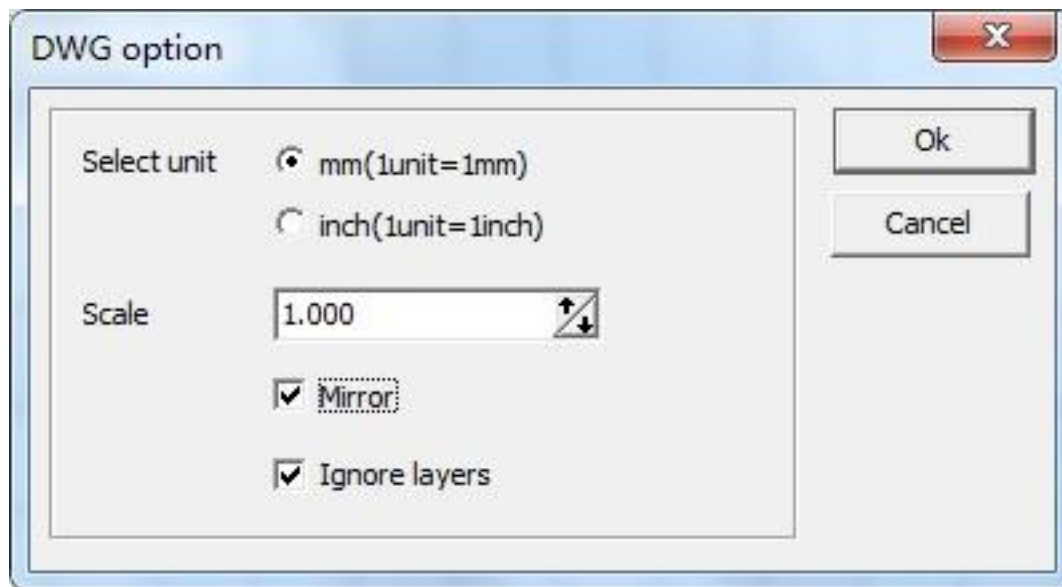 DWG option
Select unit
mm(1unit=1mm)
inch(1unit=1inch)
Scale
1.000
Mirror
Ignore layers
Ok
Cancel